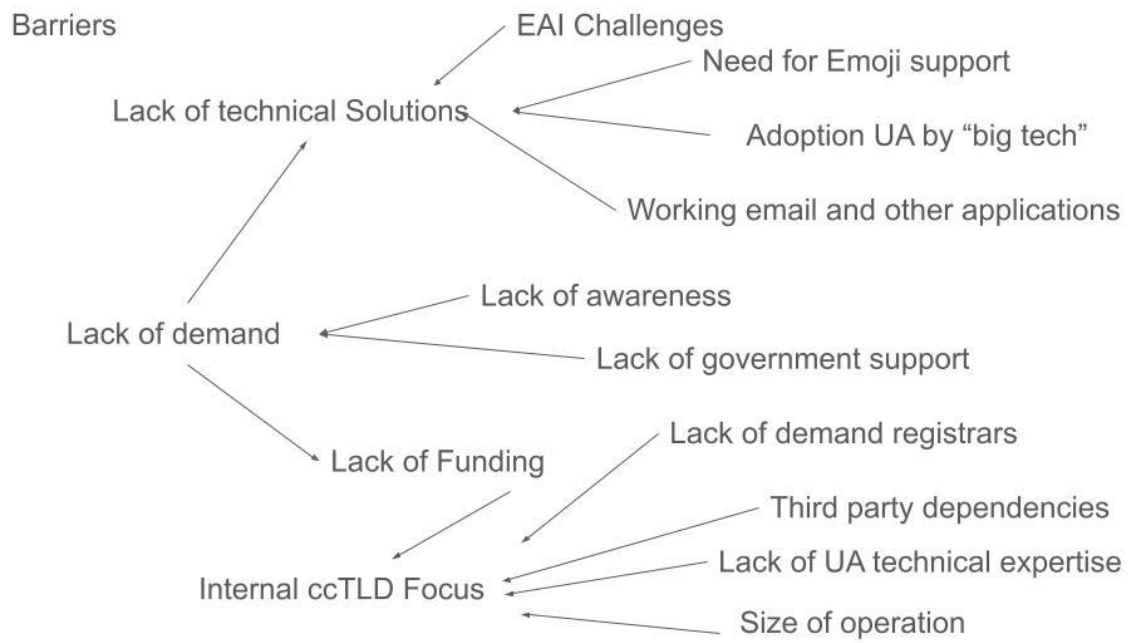 Barriers
EAI Challenges
Need for Emoji support
Lack of technical Solutions
Adoption UA by “big tech”
Working email and other applications
Lack of awareness
Lack of demand
Lack of government support
Lack of demand registrars
Lack of Funding
Third party dependencies
Lack of UA technical expertise
Internal ccTLD Focus
Size of operation